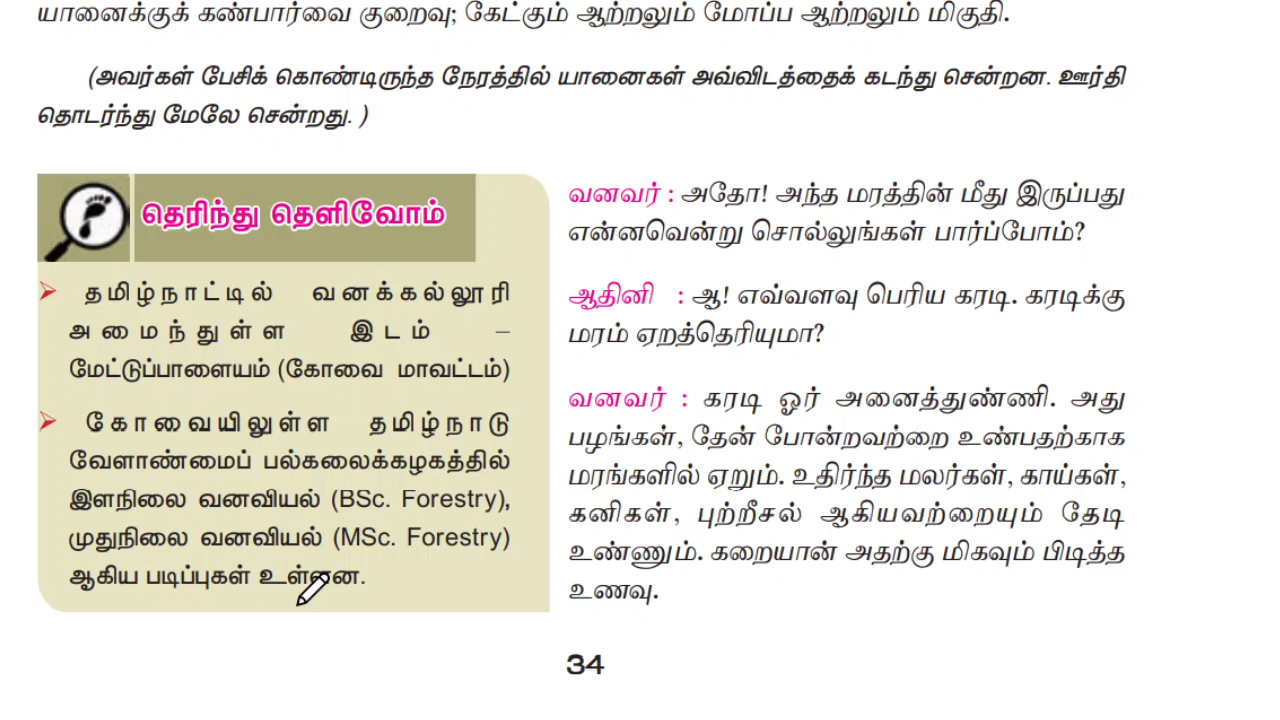 யானைக்குக் கண்பார்வை குறைவு; கேட்கும் ஆற்றலும் மோப்ப ஆற்றலும் மிகுதி.
(அவர்கள் பேசிக் கொண்டிருந்த நேரத்தில் யானைகள் அவ்விடத்தைக் கடந்து சென்றன. ஊர்தி
தொடர்ந்து மேலே சென்றது. )
தெரிந்து தெளிவோம்
➢ தமிழ்நாட்டில் வனக்கல்லூரி
அமைந்துள்ள இடம் –
மேட்டுப்பாளையம் (கோவை மாவட்டம்)
➢ கோவையிலுள்ள தமிழ்நாடு
வேளாண்மைப் பல்கலைக்கழகத்தில்
இளநிலை வனவியல் (BSc. Forestry),
முதுநிலை வனவியல் (MSc. Forestry)
ஆகிய படிப்புகள் உள்ளன.
வனவர் : அதோ! அந்த மரத்தின் மீது இருப்பது
என்னவென்று சொல்லுங்கள் பார்ப்போம்?
ஆதினி : ஆ! எவ்வளவு பெரிய கரடி. கரடிக்கு
மரம் ஏறத்தெரியுமா?
வனவர் : கரடி ஓர் அனைத்துண்ணி. அது
பழங்கள், தேன் போன்றவற்றை உண்பதற்காக
மரங்களில் ஏறும். உதிர்ந்த மலர்கள், காய்கள்,
கனிகள், புற்றீசல் ஆகியவற்றையும் தேடி
உண்ணும். கறையான் அதற்கு மிகவும் பிடித்த
உணவு.
34